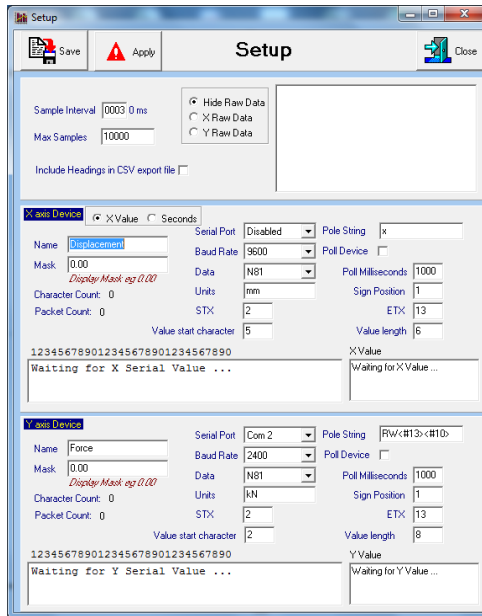 Setup
Save Apply Setup Close
Sample Interval 0003 0 ms
Max Samples 10000
Include Headings in CSV export file
Hide Raw Data
X Raw Data
Y Raw Data
X axis Device X Value Seconds
Serial Port Disabled Pole String x
Name Displacement Baud Rate 9600 Poll Device
Mask 0.00 Data N81 Poll Milliseconds 1000
Display Mask eg 0.00
Character Count: 0 Units mm Sign Position 1
Packet Count: 0 STX 2 ETX 13
Value start character 5 Value length 6
123456789012345678901234567890 X Value
Waiting for X Serial Value ... Waiting for X Value ...
Y axis Device
Serial Port Com 2 Pole String RW<#13><#10>
Name Force Baud Rate 2400 Poll Device
Mask 0.00 Data N81 Poll Milliseconds 1000
Display Mask eg 0.00
Character Count: 0 Units kN Sign Position 1
Packet Count: 0 STX 2 ETX 13
Value start character 2 Value length 8
123456789012345678901234567890 Y Value
Waiting for Y Serial Value ... Waiting for Y Value ...